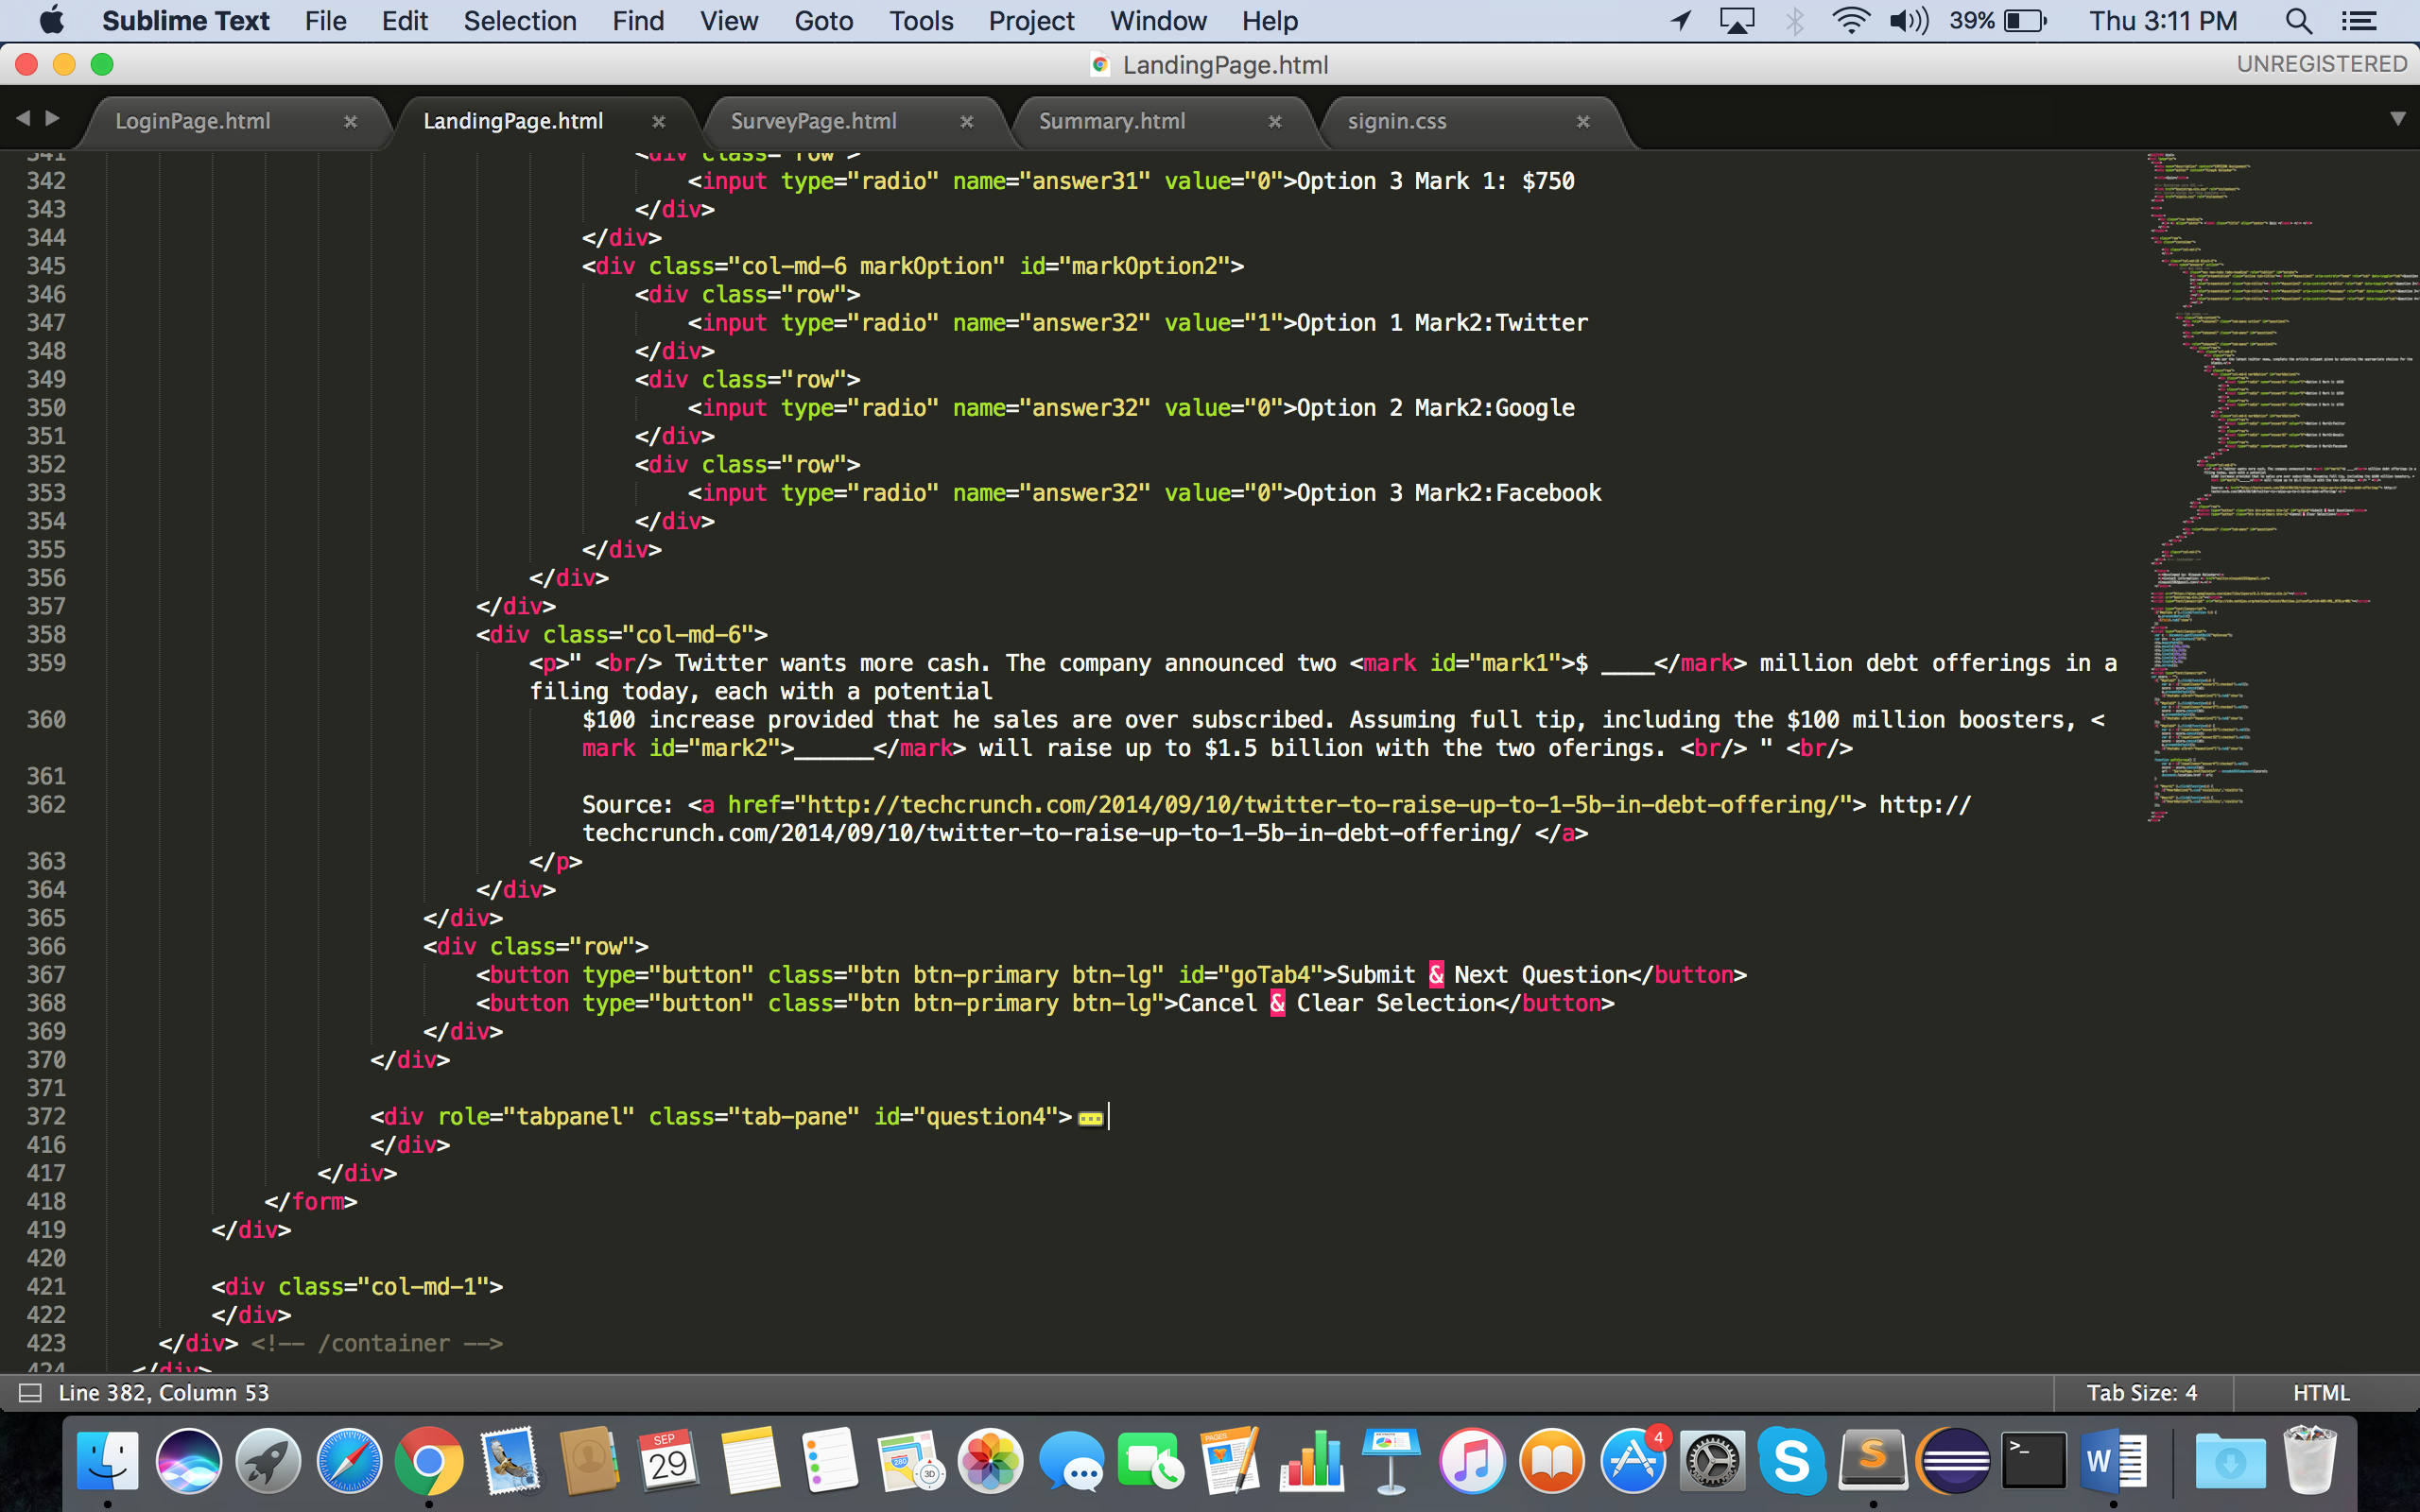 Sublime Text File Edit Selection Find View Goto Tools Project Window Help 39% Thu 3:11 PM
LandingPage.html UNREGISTERED
LoginPage.html LandingPage.html SurveyPage.html Summary.html signin.css
341 <div class="row">
342 <input type="radio" name="answer31" value="0">Option 3 Mark 1: $750
343 </div>
344 </div>
345 <div class="col-md-6 markOption" id="markOption2">
346 <div class="row">
347 <input type="radio" name="answer32" value="1">Option 1 Mark2:Twitter
348 </div>
349 <div class="row">
350 <input type="radio" name="answer32" value="0">Option 2 Mark2:Google
351 </div>
352 <div class="row">
353 <input type="radio" name="answer32" value="0">Option 3 Mark2:Facebook
354 </div>
355 </div>
356 </div>
357 </div>
358 <div class="col-md-6">
359 <p>" <br/> Twitter wants more cash. The company announced two <mark id="mark1">$ ____</mark> million debt offerings in a
filing today, each with a potential
360 $100 increase provided that he sales are over subscribed. Assuming full tip, including the $100 million boosters, <
mark id="mark2">______</mark> will raise up to $1.5 billion with the two oferings. <br/> " <br/>
361
362 Source: <a href="http://techcrunch.com/2014/09/10/twitter-to-raise-up-to-1-5b-in-debt-offering/"> http://
techcrunch.com/2014/09/10/twitter-to-raise-up-to-1-5b-in-debt-offering/ </a>
363 </p>
364 </div>
365 </div>
366 <div class="row">
367 <button type="button" class="btn btn-primary btn-lg" id="goTab4">Submit & Next Question</button>
368 <button type="button" class="btn btn-primary btn-lg">Cancel & Clear Selection</button>
369 </div>
370 </div>
371
372 <div role="tabpanel" class="tab-pane" id="question4">
416 </div>
417 </div>
418 </form>
419 </div>
420
421 <div class="col-md-1">
422 </div>
423 </div> <!-- /container -->
424 </div>
Line 382, Column 53 Tab Size: 4 HTML
SEP
29
280
3D
PAGES
4
S
S
>_
W